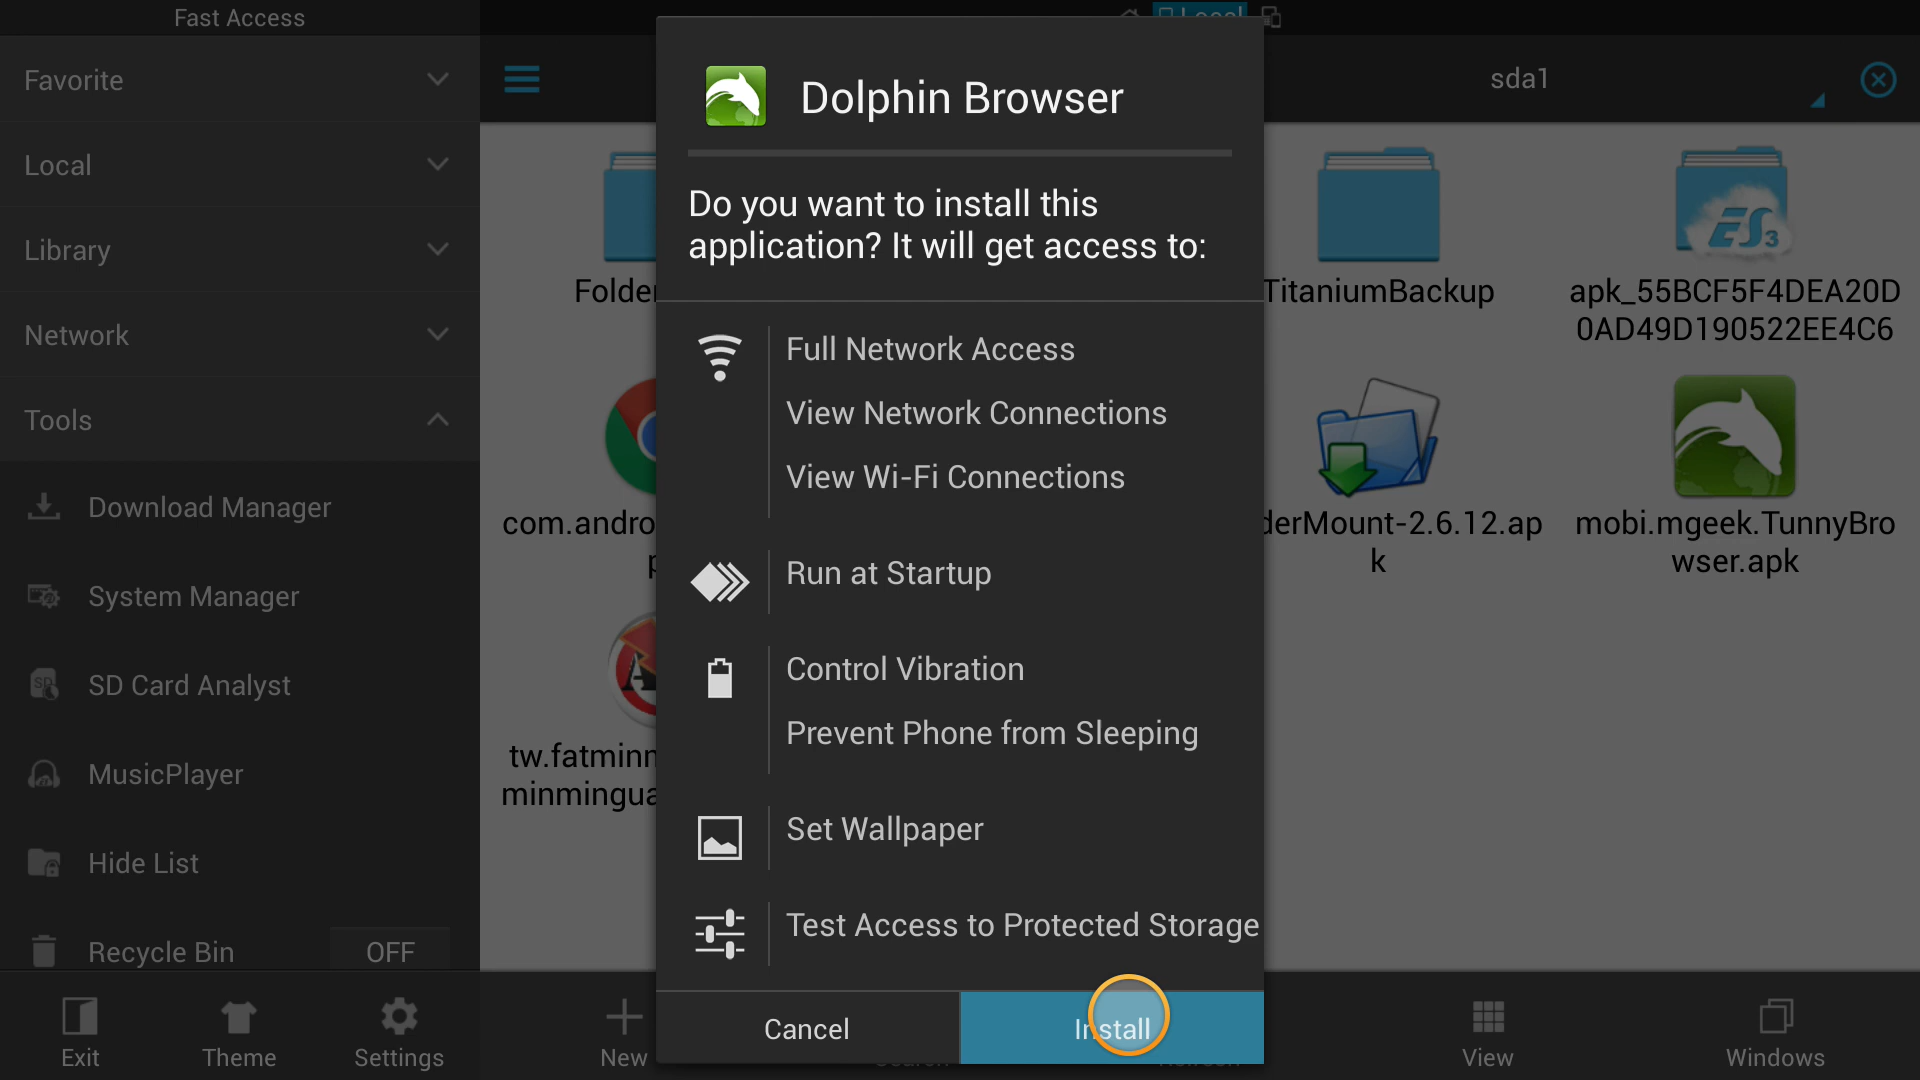 Fast Access
Local
Favorite
Local
Library
Network
Tools
Download Manager
System Manager
SD Card Analyst
MusicPlayer
Hide List
Recycle Bin
OFF
Exit
Theme
Settings
sda1
TitaniumBackup
apk_55BCF5F4DEA20D
0AD49D190522EE4C6
derMount-2.6.12.ap
k
mobi.mgeek.TunnyBro
wser.apk
Folder
com.andro
p
tw.fatminn
minmingua
Dolphin Browser
Do you want to install this
application? It will get access to:
Full Network Access
View Network Connections
View Wi-Fi Connections
Run at Startup
Control Vibration
Prevent Phone from Sleeping
Set Wallpaper
Test Access to Protected Storage
Cancel
Install
New
View
Windows